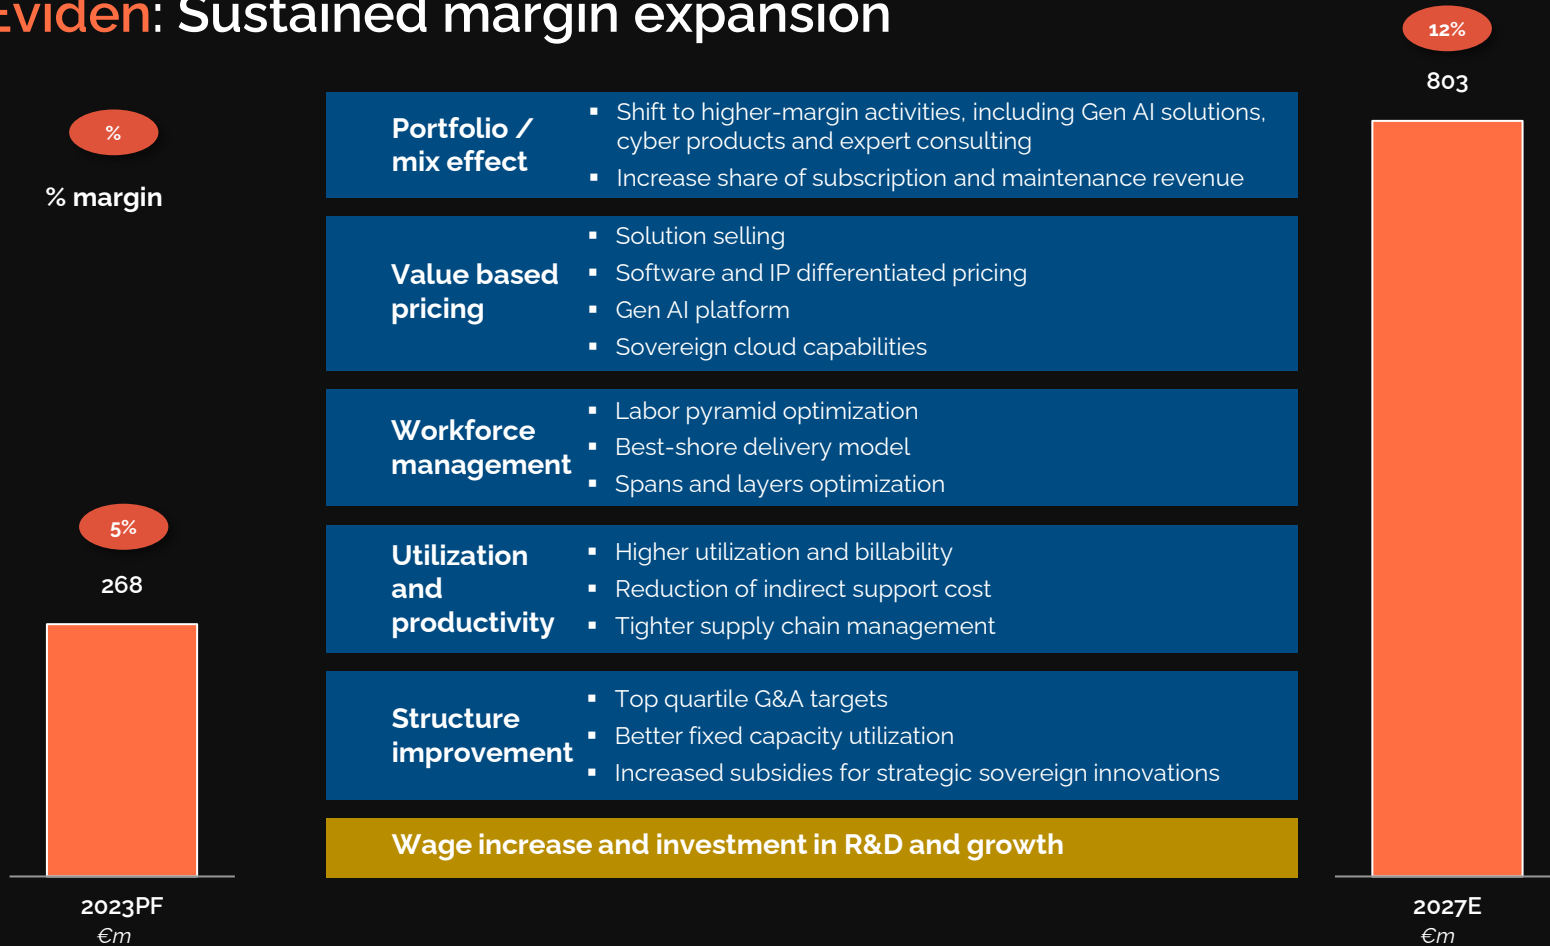 Eviden: Sustained margin expansion
12%
803
%
% margin
Portfolio /
mix effect
▪ Shift to higher-margin activities, including Gen AI solutions,
cyber products and expert consulting
▪ Increase share of subscription and maintenance revenue
Value based
pricing
▪ Solution selling
▪ Software and IP differentiated pricing
▪ Gen AI platform
▪ Sovereign cloud capabilities
Workforce
management
▪ Labor pyramid optimization
▪ Best-shore delivery model
▪ Spans and layers optimization
5%
268
Utilization
and
productivity
▪ Higher utilization and billability
▪ Reduction of indirect support cost
▪ Tighter supply chain management
Structure
improvement
▪ Top quartile G&A targets
▪ Better fixed capacity utilization
▪ Increased subsidies for strategic sovereign innovations
Wage increase and investment in R&D and growth
2023PF
€m
2027E
€m